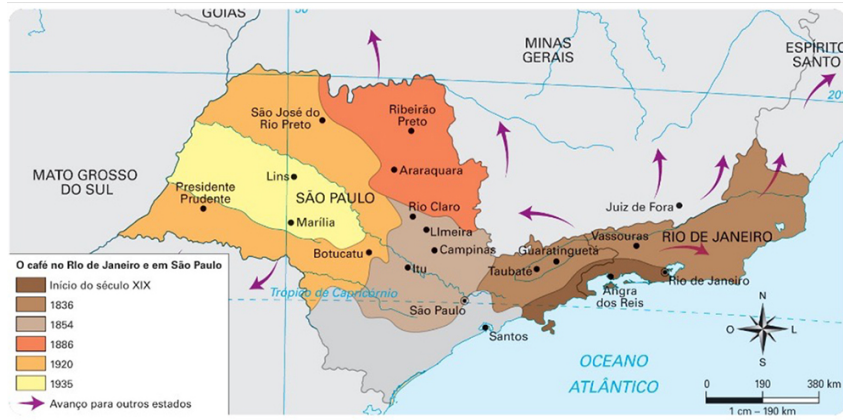 GOIÁS
50°
MINAS
GERAIS
ESPÍRITO
SANTO
20°
São José do
Rio Preto
Ribeirão
Preto
MATO GROSSO
DO SUL
Lins
Araraquara
Presidente
Prudente
SÃO PAULO
Rio Claro
Juiz de Fora
Marília
LImeira
Vassouras
RIO DE JANEIRO
Botucatu
Campinas
Guaratinguetá
O café no RIo de Janeiro e em São Paulo
Itu
Taubaté
Início do século XIX
Trópico de Capricórnio
Angra
dos Reis
Rio de Janeiro
1836
São Paulo
1854
Santos
N
O
L
S
1886
1920
OCEANO
ATLÂNTICO
1935
0 190 380 km
Avanço para outros estados
1 cm – 190 km